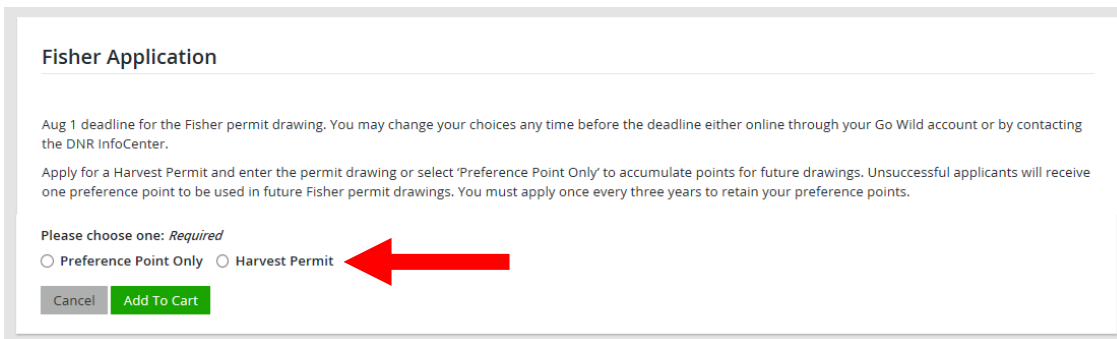 Fisher Application
Aug 1 deadline for the Fisher permit drawing. You may change your choices any time before the deadline either online through your Go Wild account or by contacting
the DNR InfoCenter.
Apply for a Harvest Permit and enter the permit drawing or select ‘Preference Point Only’ to accumulate points for future drawings. Unsuccessful applicants will receive
one preference point to be used in future Fisher permit drawings. You must apply once every three years to retain your preference points.
Please choose one: Required
Preference Point Only Harvest Permit
Cancel Add To Cart